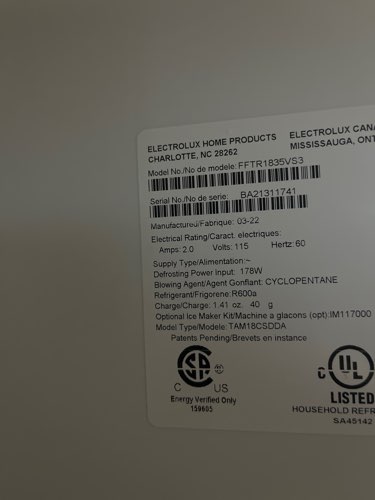 ELECTROLUX HOME PRODUCTS
CHARLOTTE, NC 28262
ELECTROLUX CANA
MISSISSAUGA, ONT
Model No./No de modele: FFTR1835VS3
Serial No./No de serie: BA21311741
Manufactured/Fabrique: 03-22
Electrical Rating/Caract. electriques:
Amps: 2.0 Volts: 115 Hertz: 60
Supply Type/Alimentation: ~
Defrosting Power Input: 178W
Blowing Agent/Agent Gonflant: CYCLOPENTANE
Refrigerant/Frigorene: R600a
Charge/Charge: 1.41 oz. 40 g
Optional Ice Maker Kit/Machine a glacons (opt): IM117000
Model Type/Modele Type: TAM18CSDDA
Patents Pending/Brevets en instance
C US
Energy Verified Only
159605
C UL
LISTED
HOUSEHOLD REFR
SA45142